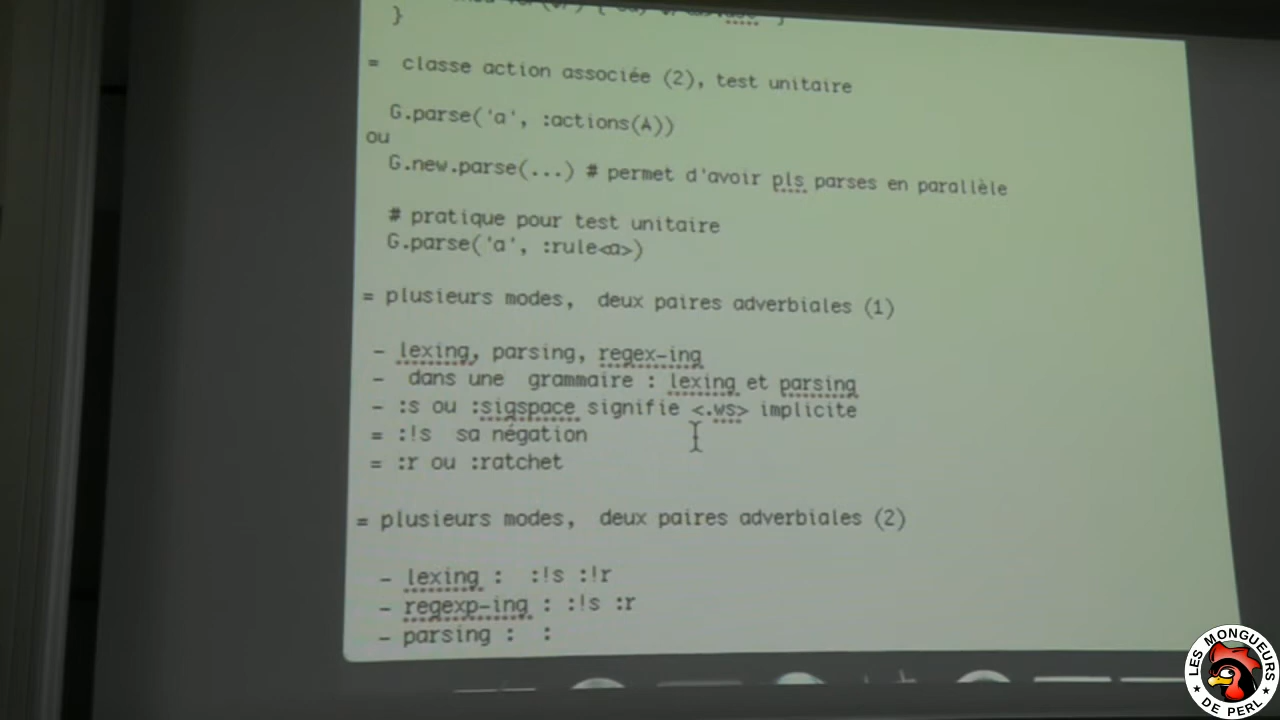 }
= classe action associée (2), test unitaire
G.parse('a', :actions(A))
ou
G.new.parse(...) # permet d'avoir pls parses en parallèle
# pratique pour test unitaire
G.parse('a', :rule<a>)
= plusieurs modes, deux paires adverbiales (1)
- lexing, parsing, regex-ing
- dans une grammaire : lexing et parsing
- :s ou :sigspace signifie <.ws> implicite
= :!s sa négation
= :r ou :ratchet
= plusieurs modes, deux paires adverbiales (2)
- lexing : :!s :!r
- regexp-ing : :!s :r
- parsing : :
LES MONGUEURS DE PERL